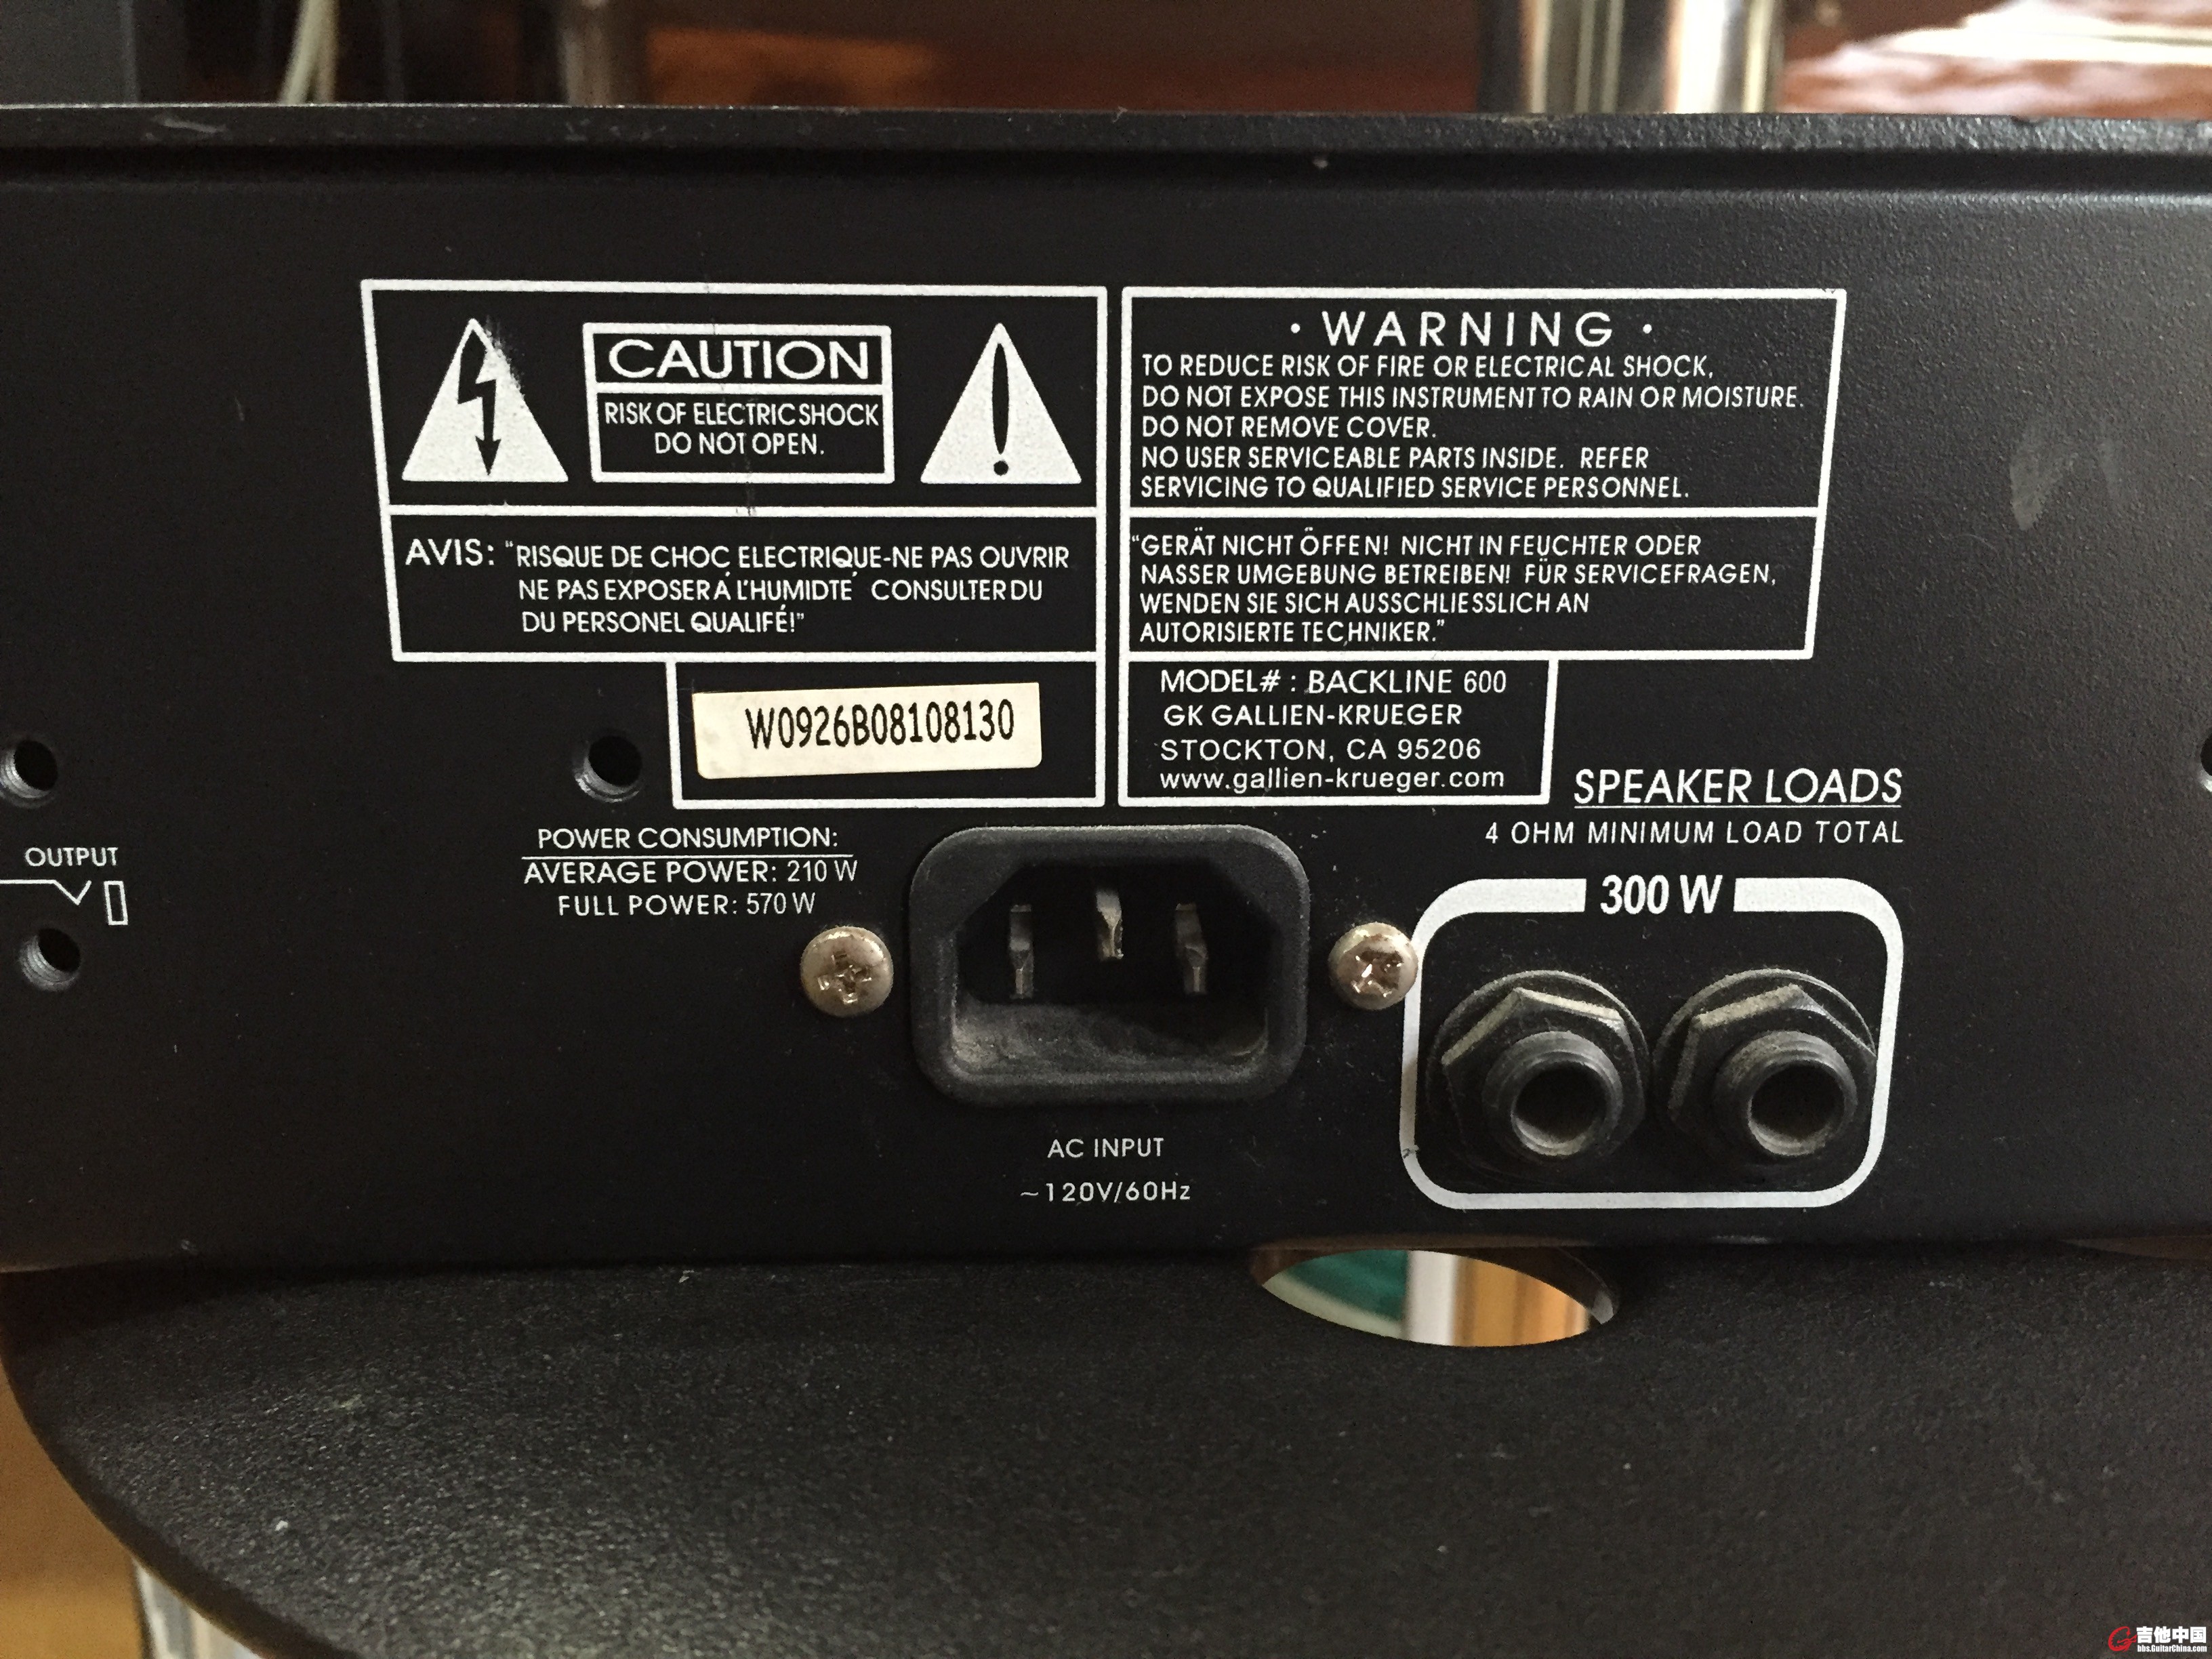 CAUTION
RISK OF ELECTRIC SHOCK
DO NOT OPEN.
AVIS: "RISQUE DE CHOC ELECTRIQUE-NE PAS OUVRIR
NE PAS EXPOSER Á L'HUMIDTÉ CONSULTER DU
DU PERSONEL QUALIFÉ!"
W0926B08108130
· WARNING ·
TO REDUCE RISK OF FIRE OR ELECTRICAL SHOCK,
DO NOT EXPOSE THIS INSTRUMENT TO RAIN OR MOISTURE.
DO NOT REMOVE COVER.
NO USER SERVICEABLE PARTS INSIDE. REFER
SERVICING TO QUALIFIED SERVICE PERSONNEL.
"GERÄT NICHT ÖFFEN! NICHT IN FEUCHTER ODER
NASSER UMGEBUNG BETREIBEN! FÜR SERVICEFRAGEN,
WENDEN SIE SICH AUSSCHLIESSLICH AN
AUTORISIERTE TECHNIKER."
MODEL# : BACKLINE 600
GK GALLIEN-KRUEGER
STOCKTON, CA 95206
www.gallien-krueger.com
OUTPUT
POWER CONSUMPTION:
AVERAGE POWER: 210 W
FULL POWER: 570 W
AC INPUT
~120V/60Hz
SPEAKER LOADS
4 OHM MINIMUM LOAD TOTAL
300 W
吉他中国
bbs.GuitarChina.com